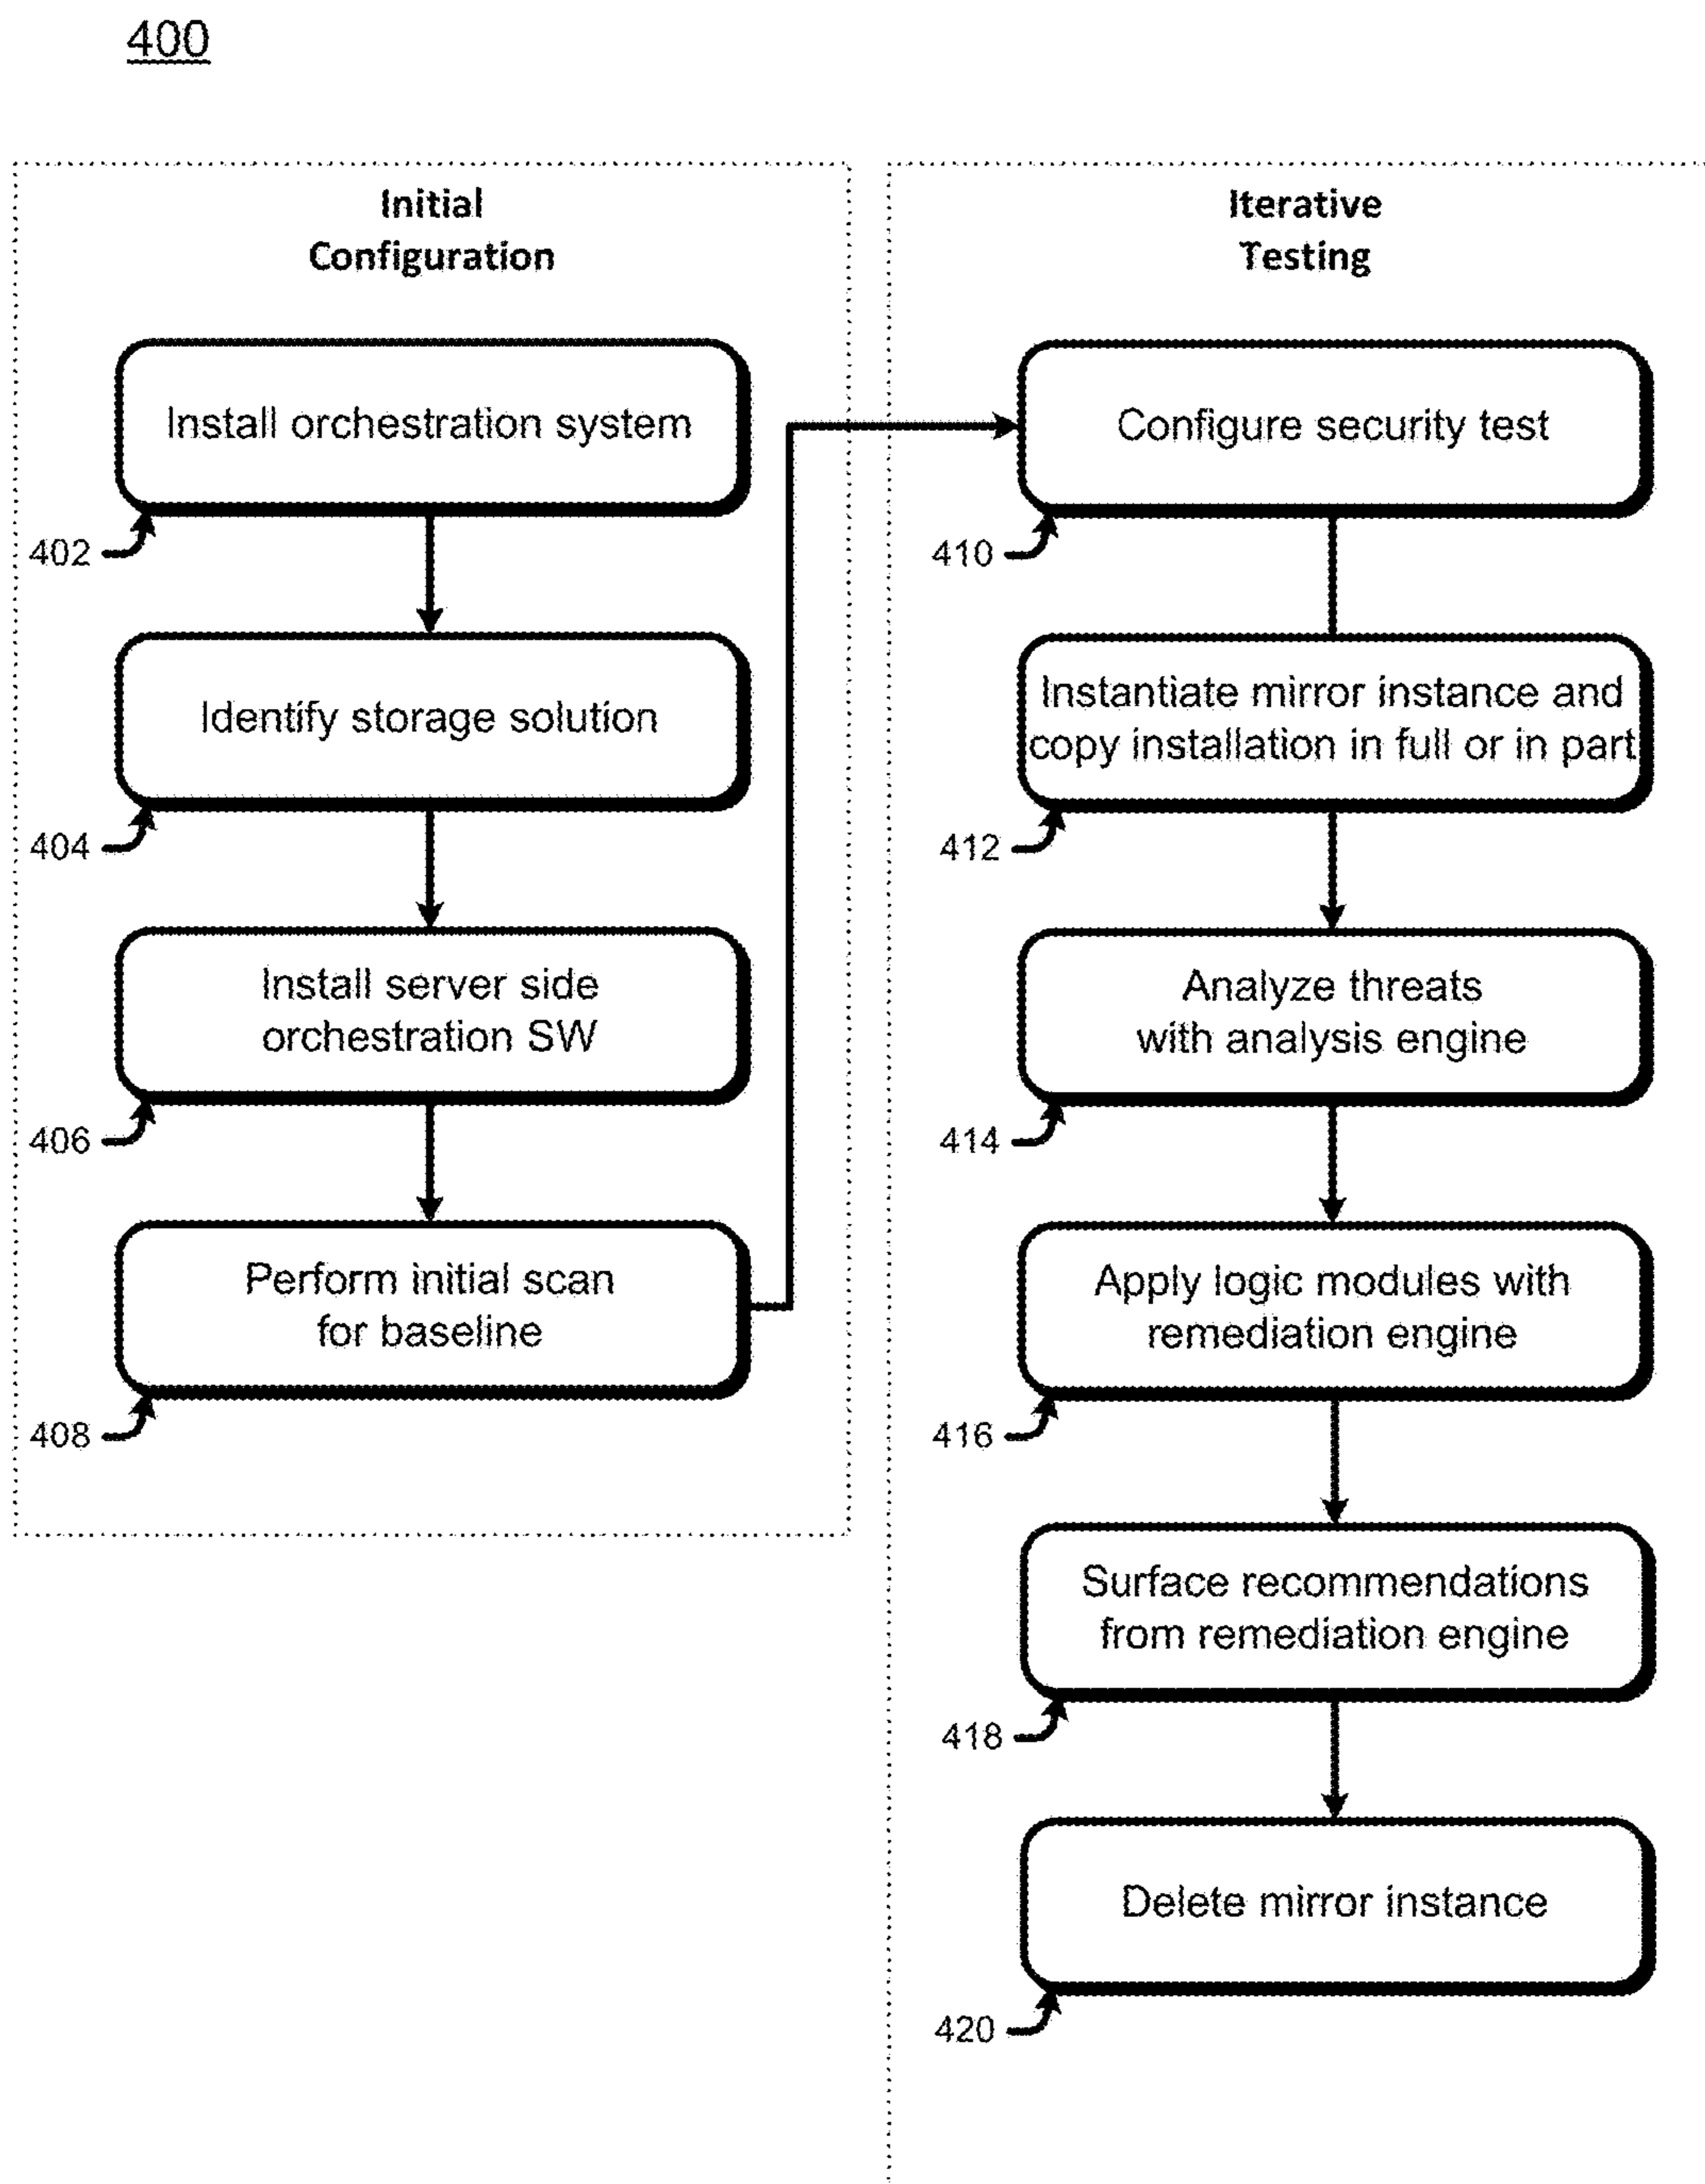 400
Initial
Configuration
Install orchestration system
402
Identify storage solution
404
Install server side
orchestration SW
406
Perform initial scan
for baseline
408
Iterative
Testing
Configure security test
410
Instantiate mirror instance and
copy installation in full or in part
412
Analyze threats
with analysis engine
414
Apply logic modules with
remediation engine
416
Surface recommendations
from remediation engine
418
Delete mirror instance
420